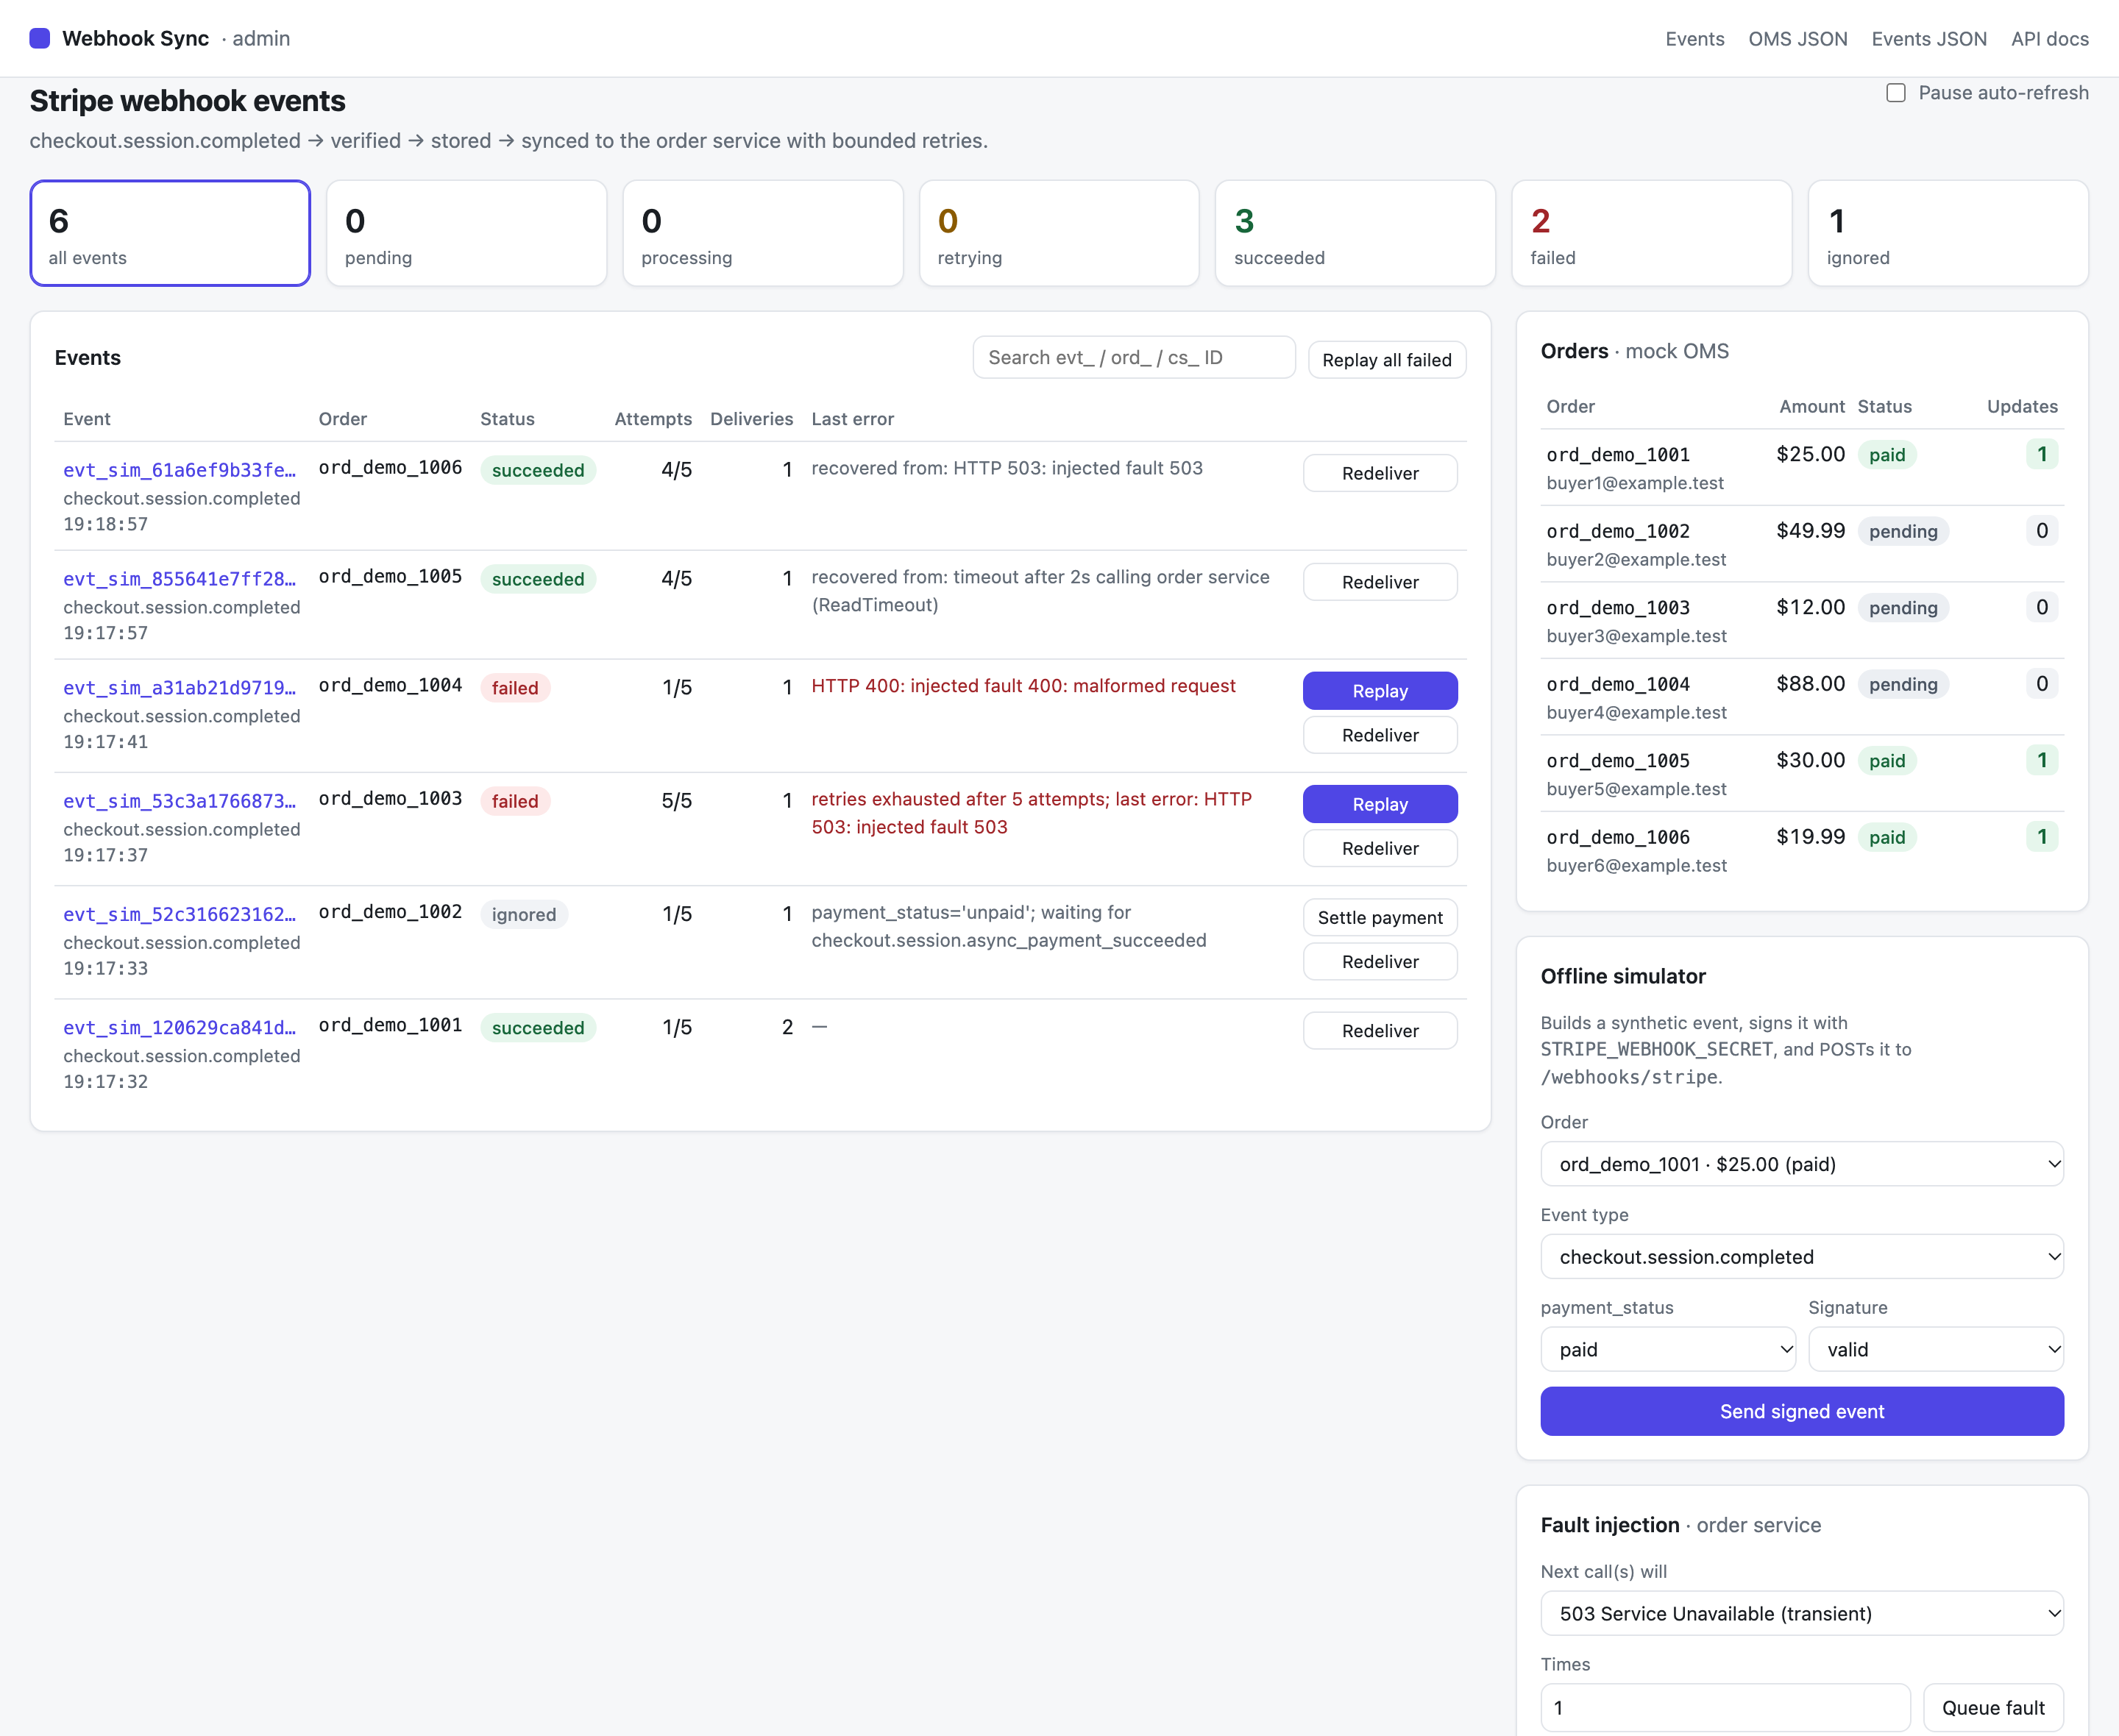 Webhook Sync · admin
Events OMS JSON Events JSON API docs
Stripe webhook events
Pause auto-refresh
checkout.session.completed → verified → stored → synced to the order service with bounded retries.
6
all events
0
pending
0
processing
0
retrying
3
succeeded
2
failed
1
ignored
Events
Search evt_ / ord_ / cs_ ID
Replay all failed
Event Order Status Attempts Deliveries Last error
evt_sim_61a6ef9b33fe… ord_demo_1006 succeeded 4/5 1 recovered from: HTTP 503: injected fault 503 Redeliver
checkout.session.completed
19:18:57
evt_sim_855641e7ff28… ord_demo_1005 succeeded 4/5 1 recovered from: timeout after 2s calling order service Redeliver
checkout.session.completed (ReadTimeout)
19:17:57
evt_sim_a31ab21d9719… ord_demo_1004 failed 1/5 1 HTTP 400: injected fault 400: malformed request Replay
checkout.session.completed Redeliver
19:17:41
evt_sim_53c3a1766873… ord_demo_1003 failed 5/5 1 retries exhausted after 5 attempts; last error: HTTP Replay
checkout.session.completed 503: injected fault 503 Redeliver
19:17:37
evt_sim_52c316623162… ord_demo_1002 ignored 1/5 1 payment_status='unpaid'; waiting for Settle payment
checkout.session.completed checkout.session.async_payment_succeeded Redeliver
19:17:33
evt_sim_120629ca841d… ord_demo_1001 succeeded 1/5 2 — Redeliver
checkout.session.completed
19:17:32
Orders · mock OMS
Order Amount Status Updates
ord_demo_1001 $25.00 paid 1
buyer1@example.test
ord_demo_1002 $49.99 pending 0
buyer2@example.test
ord_demo_1003 $12.00 pending 0
buyer3@example.test
ord_demo_1004 $88.00 pending 0
buyer4@example.test
ord_demo_1005 $30.00 paid 1
buyer5@example.test
ord_demo_1006 $19.99 paid 1
buyer6@example.test
Offline simulator
Builds a synthetic event, signs it with
STRIPE_WEBHOOK_SECRET, and POSTs it to
/webhooks/stripe.
Order
ord_demo_1001 · $25.00 (paid)
Event type
checkout.session.completed
payment_status Signature
paid valid
Send signed event
Fault injection · order service
Next call(s) will
503 Service Unavailable (transient)
Times
1 Queue fault